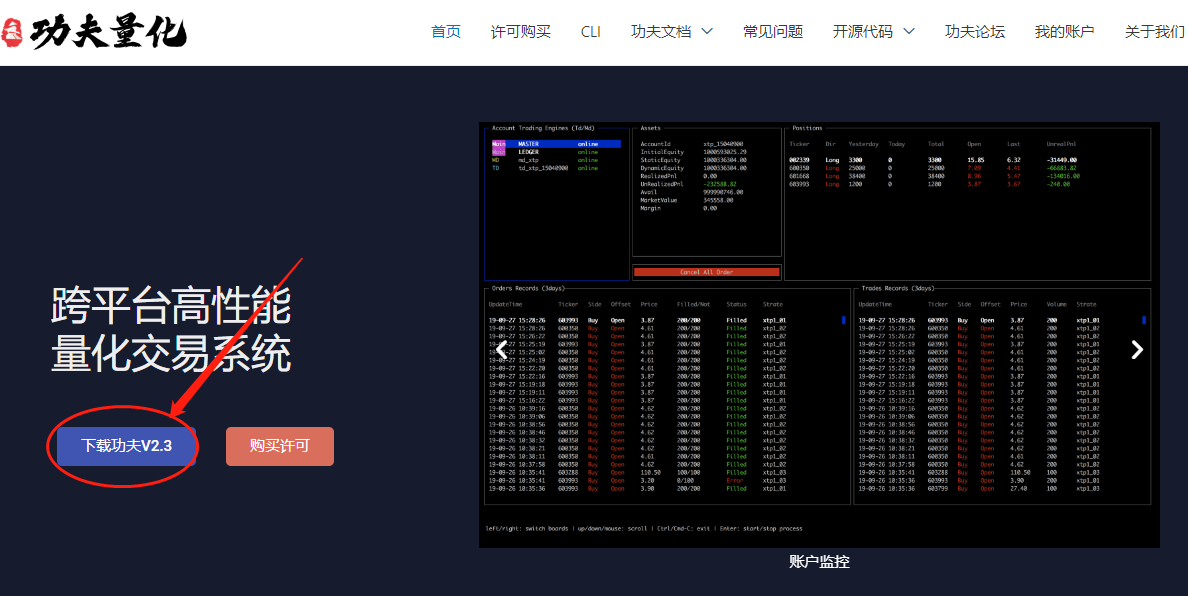 功夫量化
首页 许可购买 CLI 功夫文档 常见问题 开源代码 功夫论坛 我的账户 关于我们
跨平台高性能
量化交易系统
下载功夫V2.3 购买许可
Account Trading Engines (Td/Md)
Main MASTER online
Main LEDGER online
MD md_xtp online
TD td_xtp_15040900 online
Assets
AccountId xtp_15040900
InitialEquity 1000593025.29
StaticEquity 1000336304.00
DynamicEquity 1000336304.00
RealizedPnl 0.00
UnRealizedPnl -232588.82
Avail 999990746.00
MarketValue 345558.00
Margin 0.00
Cancel All Order
Positions
Ticker Dir Yesterday Today Total Open Last UnrealPnl
002339 Long 3300 0 3300 15.85 6.32 -31449.00
600350 Long 25000 0 25000 7.09 4.41 -66883.82
601668 Long 38400 0 38400 8.96 5.47 -134016.00
603993 Long 1200 0 1200 3.87 3.67 -240.00
Orders Records (3days)
UpdateTime Ticker Side Offset Price Filled/Not Status Strate
19-09-27 15:28:26 603993 Buy Open 3.87 200/200 Filled xtp1_01
19-09-27 15:28:26 600350 Buy Open 4.61 200/200 Filled xtp1_02
19-09-27 15:26:22 600350 Buy Open 4.61 200/200 Filled xtp1_02
19-09-27 15:25:19 603993 Buy Open 3.87 200/200 Filled xtp1_01
19-09-27 15:25:02 600350 Buy Open 4.61 200/200 Filled xtp1_02
19-09-27 15:24:19 600350 Buy Open 4.61 200/200 Filled xtp1_02
19-09-27 15:22:20 600350 Buy Open 4.61 200/200 Filled xtp1_02
19-09-27 15:22:16 603993 Buy Open 3.87 200/200 Filled xtp1_01
19-09-27 15:19:18 603993 Buy Open 3.87 200/200 Filled xtp1_01
19-09-27 15:19:11 603993 Buy Open 3.87 200/200 Filled xtp1_01
19-09-27 15:16:22 603993 Buy Open 3.87 200/200 Filled xtp1_01
19-09-26 10:39:16 600350 Buy Open 4.62 200/200 Filled xtp1_02
19-09-26 10:39:06 600350 Buy Open 4.62 200/200 Filled xtp1_02
19-09-26 10:38:56 600350 Buy Open 4.62 200/200 Filled xtp1_02
19-09-26 10:38:46 600350 Buy Open 4.62 200/200 Filled xtp1_02
19-09-26 10:38:32 600350 Buy Open 4.62 200/200 Filled xtp1_02
19-09-26 10:38:21 600350 Buy Open 4.62 200/200 Filled xtp1_02
19-09-26 10:38:11 600350 Buy Open 4.61 200/200 Filled xtp1_02
19-09-26 10:37:58 600350 Buy Open 4.62 200/200 Filled xtp1_02
19-09-26 10:35:41 603288 Buy Open 110.50 100/100 Filled xtp1_03
19-09-26 10:35:41 603993 Buy Open 3.20 0/100 Error xtp1_03
19-09-26 10:35:36 603993 Buy Open 3.90 200/200 Filled xtp1_01
Trades Records (3days)
UpdateTime Ticker Side Offset Price Volume Strate
19-09-27 15:28:26 603993 Buy Open 3.87 200 xtp1_01
19-09-27 15:28:26 600350 Buy Open 4.61 200 xtp1_02
19-09-27 15:26:22 600350 Buy Open 4.61 200 xtp1_02
19-09-27 15:25:19 603993 Buy Open 3.87 200 xtp1_01
19-09-27 15:25:02 600350 Buy Open 4.61 200 xtp1_02
19-09-27 15:24:19 600350 Buy Open 4.61 200 xtp1_02
19-09-27 15:22:20 600350 Buy Open 4.61 200 xtp1_02
19-09-27 15:22:16 603993 Buy Open 3.87 200 xtp1_01
19-09-27 15:19:18 603993 Buy Open 3.87 200 xtp1_01
19-09-27 15:19:11 603993 Buy Open 3.87 200 xtp1_01
19-09-27 15:16:22 603993 Buy Open 3.87 200 xtp1_01
19-09-26 10:39:16 600350 Buy Open 4.62 200 xtp1_02
19-09-26 10:39:06 600350 Buy Open 4.62 200 xtp1_02
19-09-26 10:38:56 600350 Buy Open 4.62 200 xtp1_02
19-09-26 10:38:46 600350 Buy Open 4.62 200 xtp1_02
19-09-26 10:38:32 600350 Buy Open 4.62 200 xtp1_02
19-09-26 10:38:21 600350 Buy Open 4.62 200 xtp1_02
19-09-26 10:38:11 600350 Buy Open 4.61 200 xtp1_02
19-09-26 10:37:58 600350 Buy Open 4.62 200 xtp1_02
19-09-26 10:35:41 603288 Buy Open 110.50 100 xtp1_03
19-09-26 10:35:36 603993 Buy Open 3.90 200 xtp1_01
19-09-26 10:35:36 603799 Buy Open 27.40 100 xtp1_03
left/right: switch boards | up/down/mouse: scroll | Ctrl/Cmd-C: exit | Enter: start/stop process
账户监控